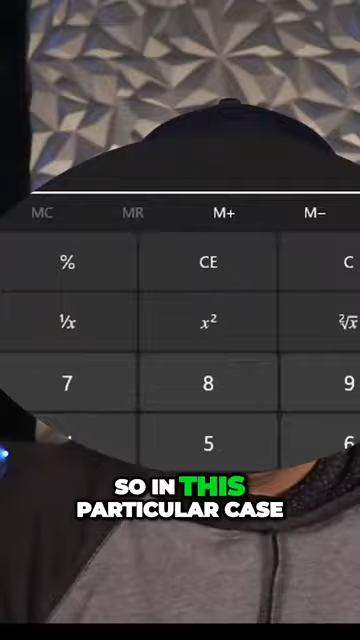 MC MR M+ M−
% CE C
¹/x x² ²√x
7 8 9
5 6
SO IN THIS
PARTICULAR CASE